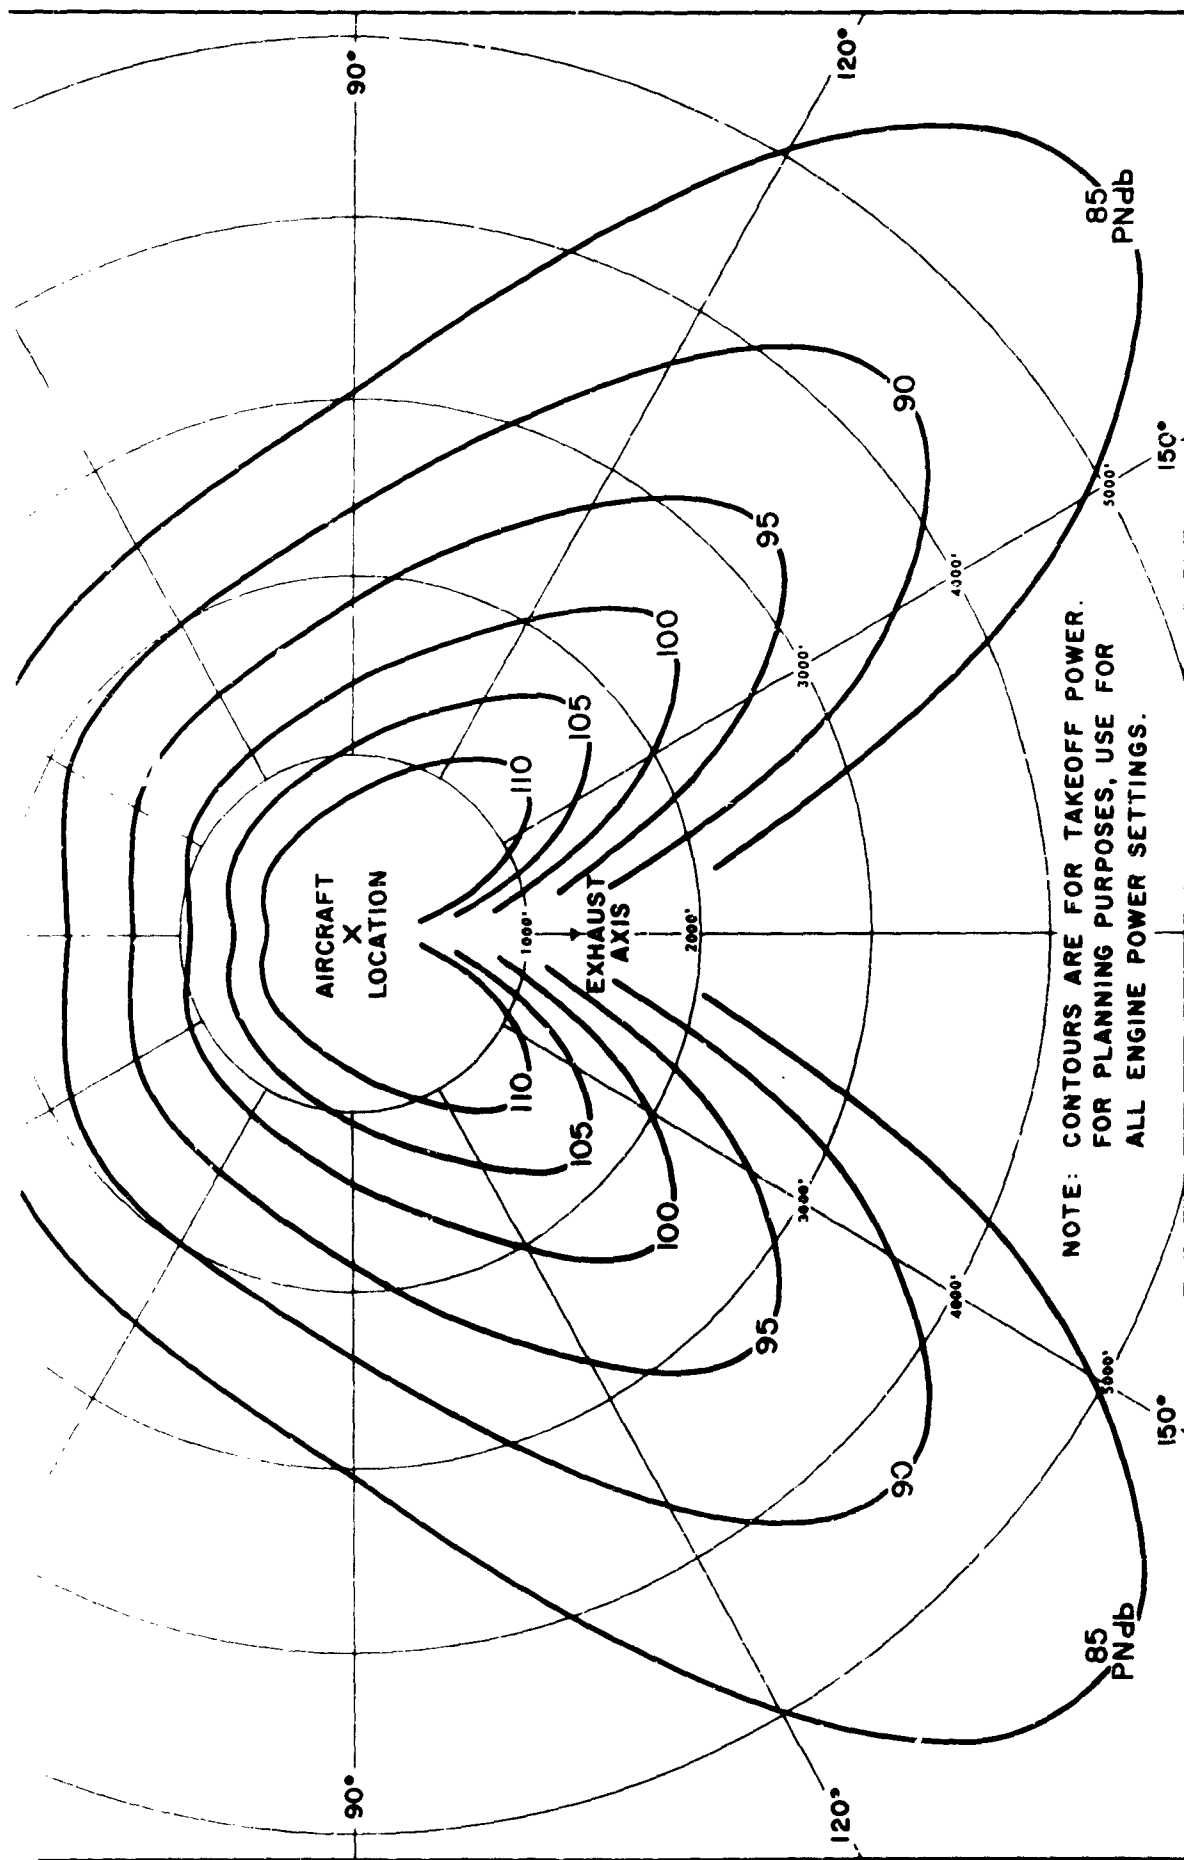 90°
90°
120°
120°
150°
150°
AIRCRAFT
X
LOCATION
EXHAUST
AXIS
1000'
2000'
3000'
3000'
4000'
4000'
5000'
5000'
110
110
105
105
100
100
95
95
90
90
85
PNdb
85
PNdb
NOTE: CONTOURS ARE FOR TAKEOFF POWER.
FOR PLANNING PURPOSES, USE FOR
ALL ENGINE POWER SETTINGS.